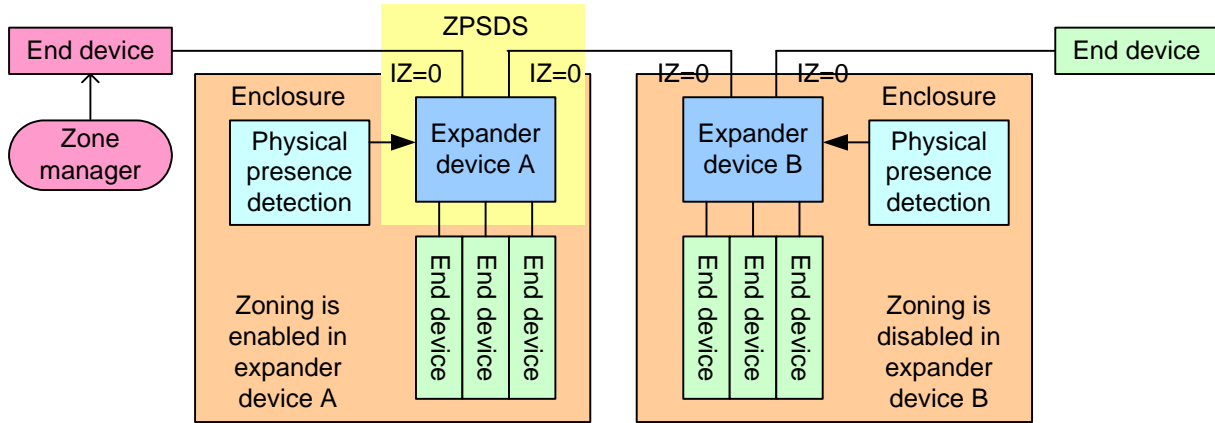 ZPSDS
End device
End device
IZ=0
IZ=0
IZ=0
IZ=0
Enclosure
Enclosure
Zone
manager
Physical
presence
detection
Expander
device A
Expander
device B
Physical
presence
detection
End device
End device
End device
End device
End device
End device
Zoning is
enabled in
expander
device A
Zoning is
disabled in
expander
device B